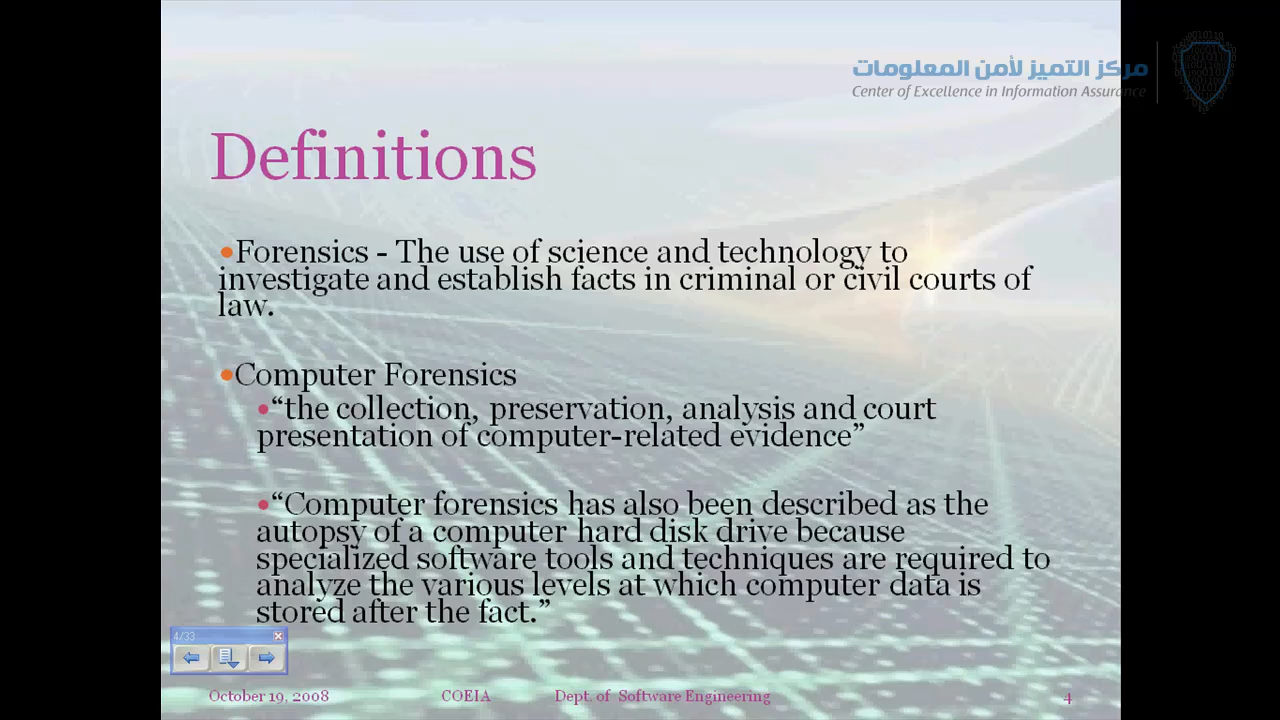 مركز التميز لأمن المعلومات
Center of Excellence in Information Assurance
Definitions
•Forensics - The use of science and technology to
investigate and establish facts in criminal or civil courts of
law.
•Computer Forensics
•“the collection, preservation, analysis and court
presentation of computer-related evidence”
•“Computer forensics has also been described as the
autopsy of a computer hard disk drive because
specialized software tools and techniques are required to
analyze the various levels at which computer data is
stored after the fact.”
4/33
October 19, 2008 COEIA Dept. of Software Engineering 4